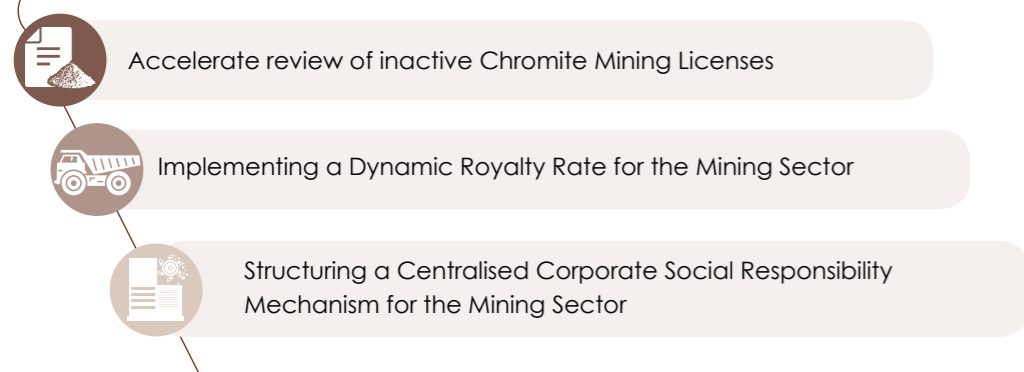 Accelerate review of inactive Chromite Mining Licenses
Implementing a Dynamic Royalty Rate for the Mining Sector
Structuring a Centralised Corporate Social Responsibility
Mechanism for the Mining Sector